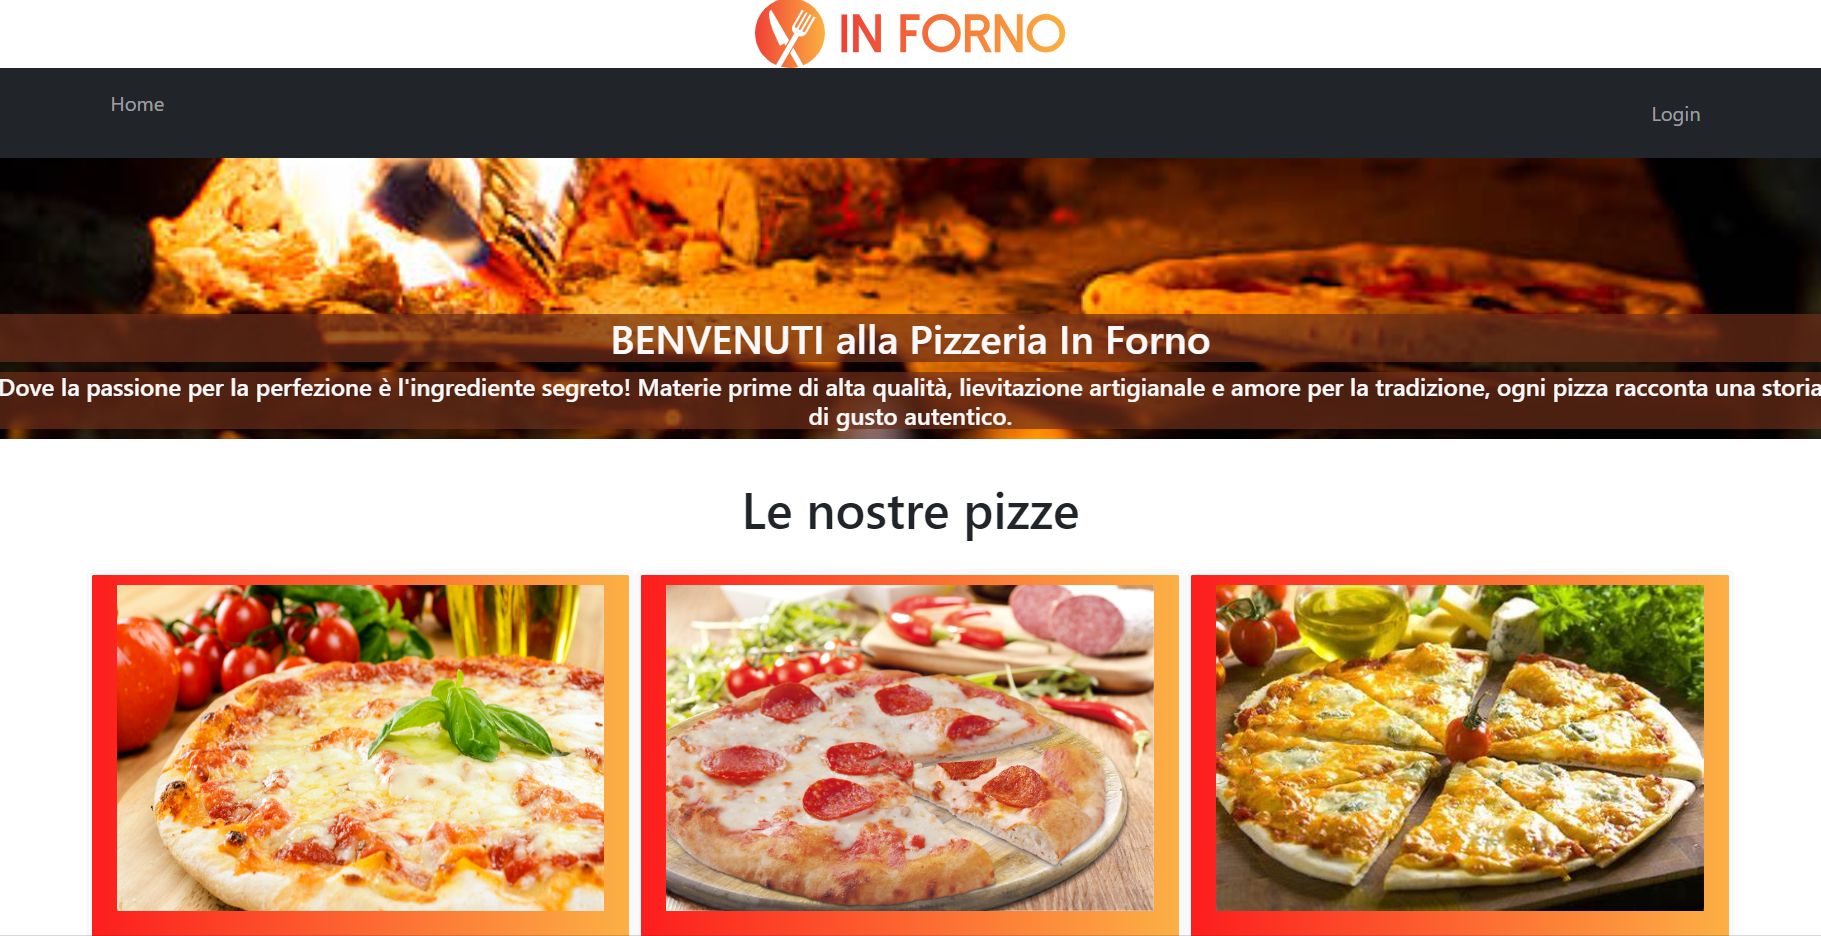 IN FORNO
Home
Login
BENVENUTI alla Pizzeria In Forno
Dove la passione per la perfezione è l'ingrediente segreto! Materie prime di alta qualità, lievitazione artigianale e amore per la tradizione, ogni pizza racconta una storia
di gusto autentico.
Le nostre pizze